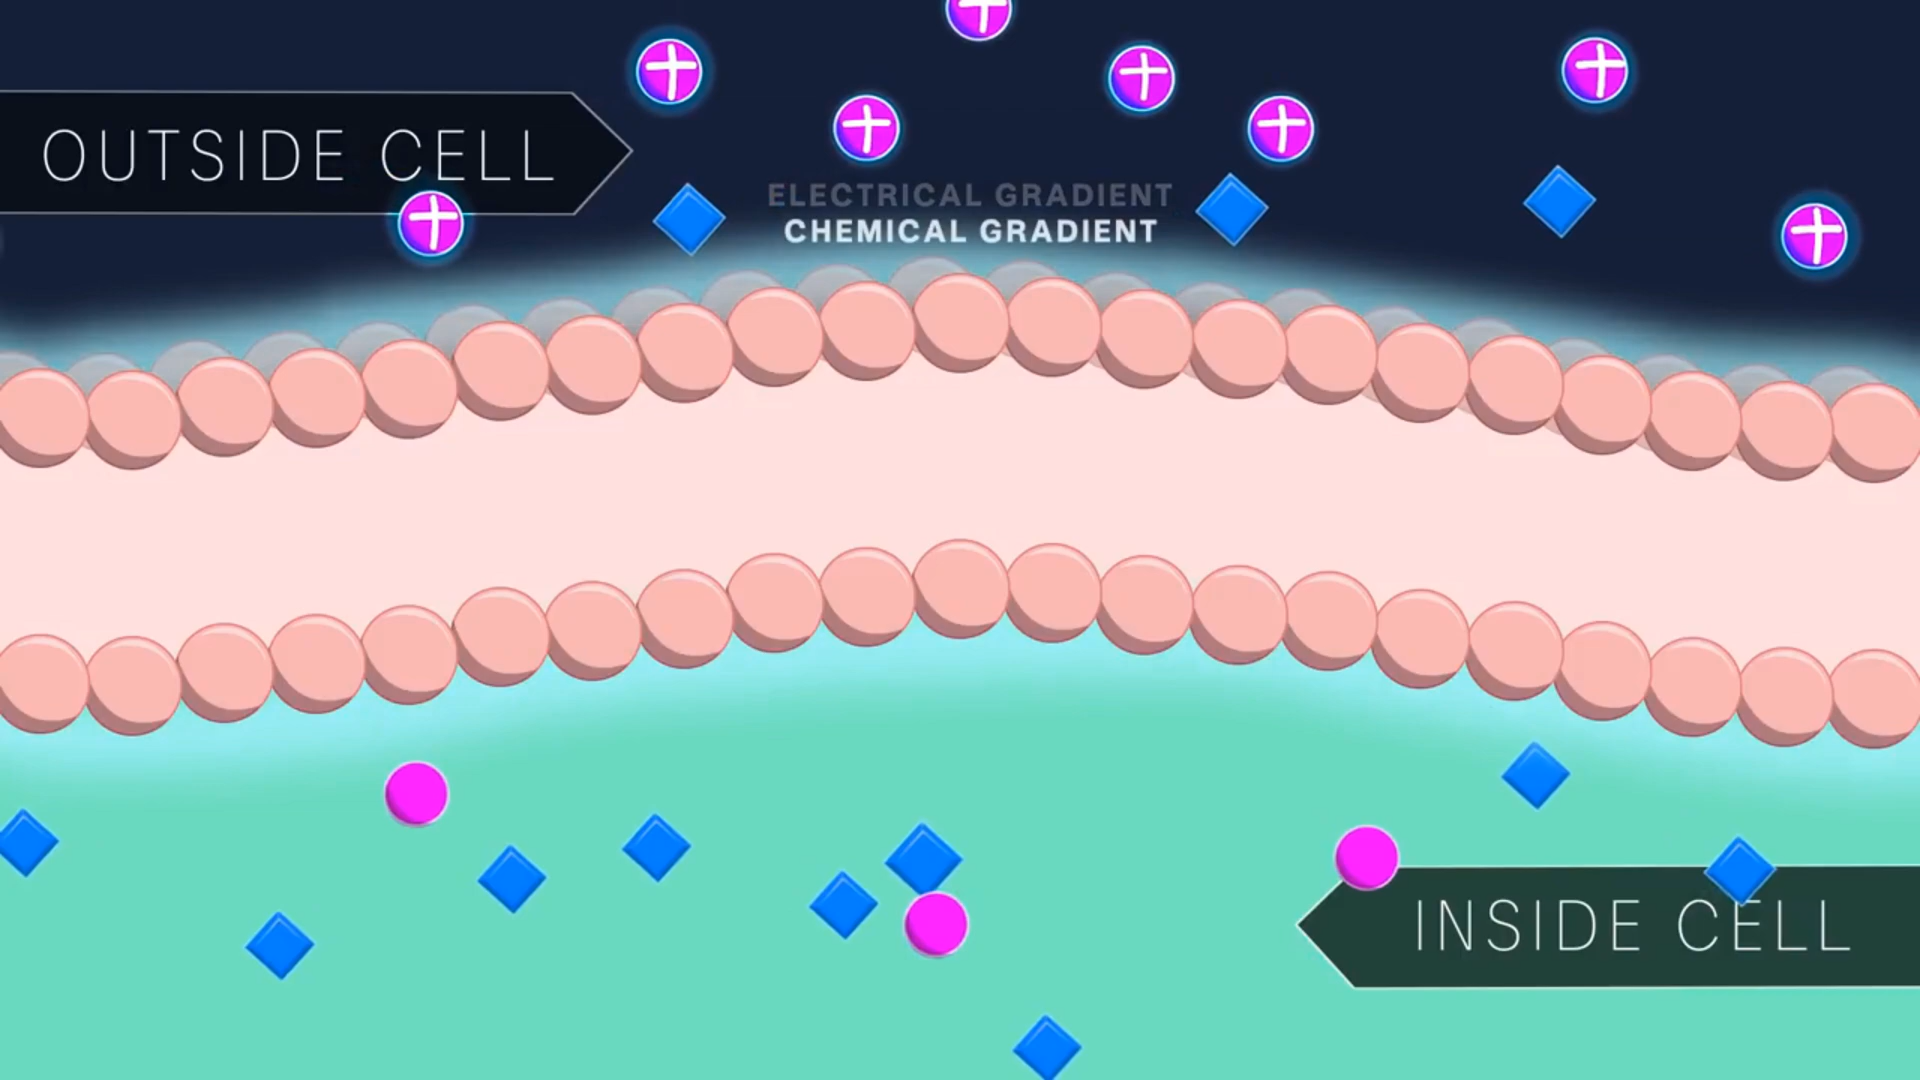 OUTSIDE CELL
ELECTRICAL GRADIENT
CHEMICAL GRADIENT
INSIDE CELL